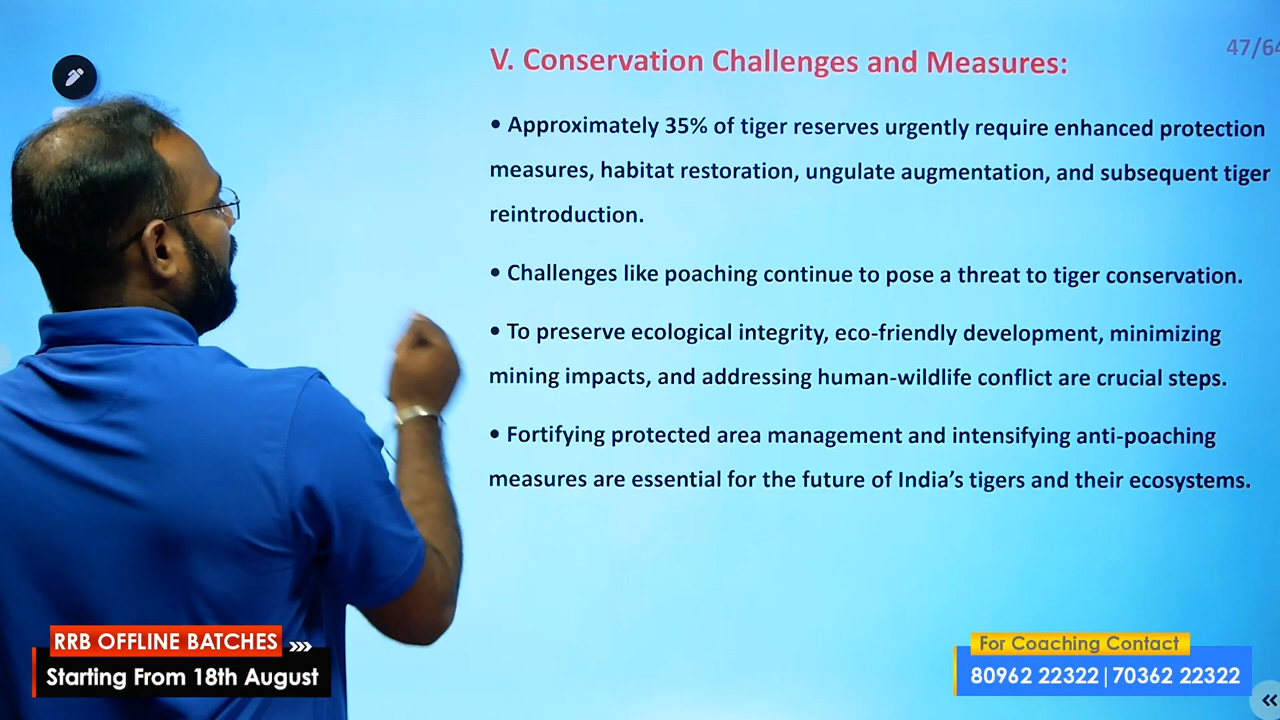 47/64
V. Conservation Challenges and Measures:
• Approximately 35% of tiger reserves urgently require enhanced protection
measures, habitat restoration, ungulate augmentation, and subsequent tiger
reintroduction.
• Challenges like poaching continue to pose a threat to tiger conservation.
• To preserve ecological integrity, eco-friendly development, minimizing
mining impacts, and addressing human-wildlife conflict are crucial steps.
• Fortifying protected area management and intensifying anti-poaching
measures are essential for the future of India's tigers and their ecosystems.
RRB OFFLINE BATCHES
Starting From 18th August
For Coaching Contact
80962 22322|70362 22322